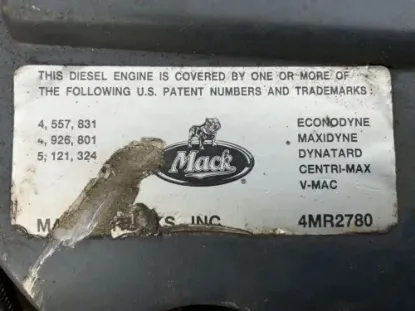 THIS DIESEL ENGINE IS COVERED BY ONE OR MORE OF
THE FOLLOWING U.S. PATENT NUMBERS AND TRADEMARKS:
4,557,831 ECONODYNE
4,926,801 MAXIDYNE
5,121,324 DYNATARD
Mack
CENTRI-MAX
V-MAC
INC. 4MR2780